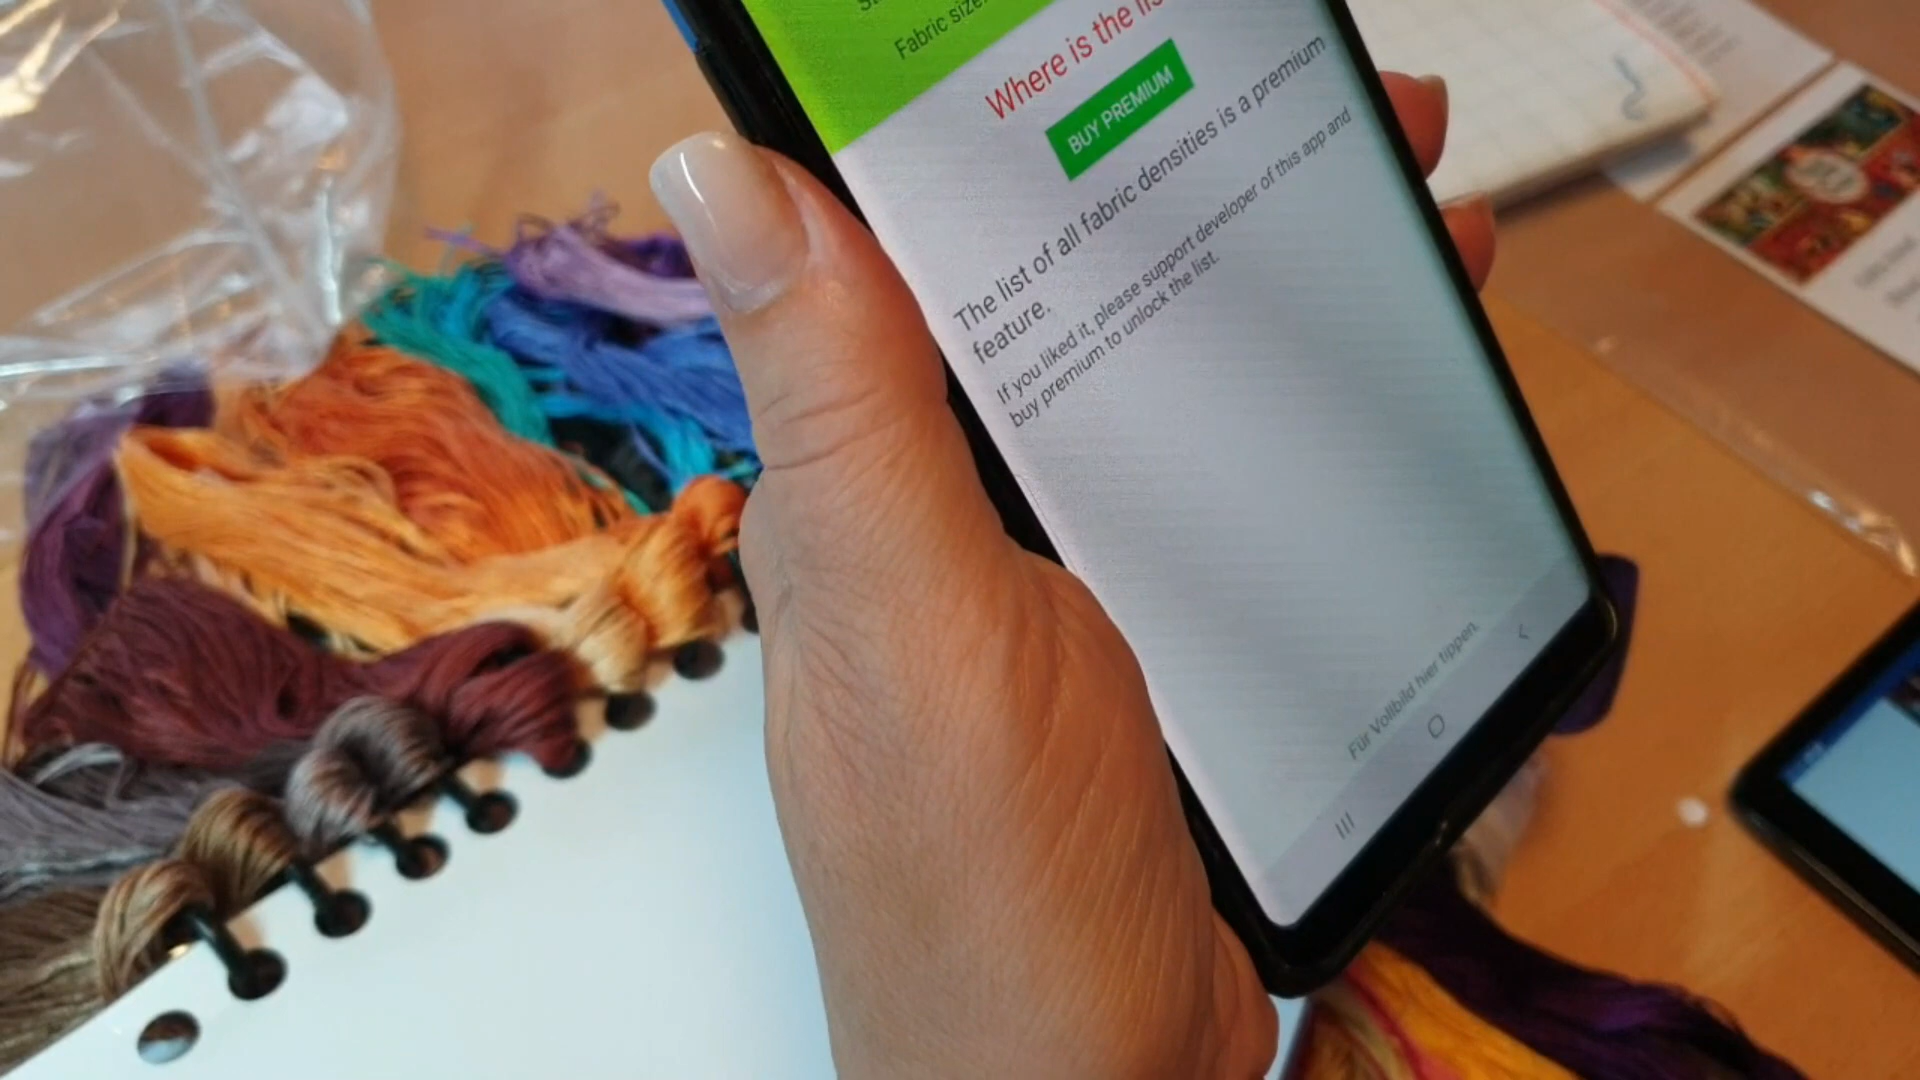 Fabric size:
Where is the
BUY PREMIUM
The list of all fabric densities is a premium
feature.
If you liked it, please support developer of this app and
buy premium to unlock the list.
Für Vollbild hier tippen.